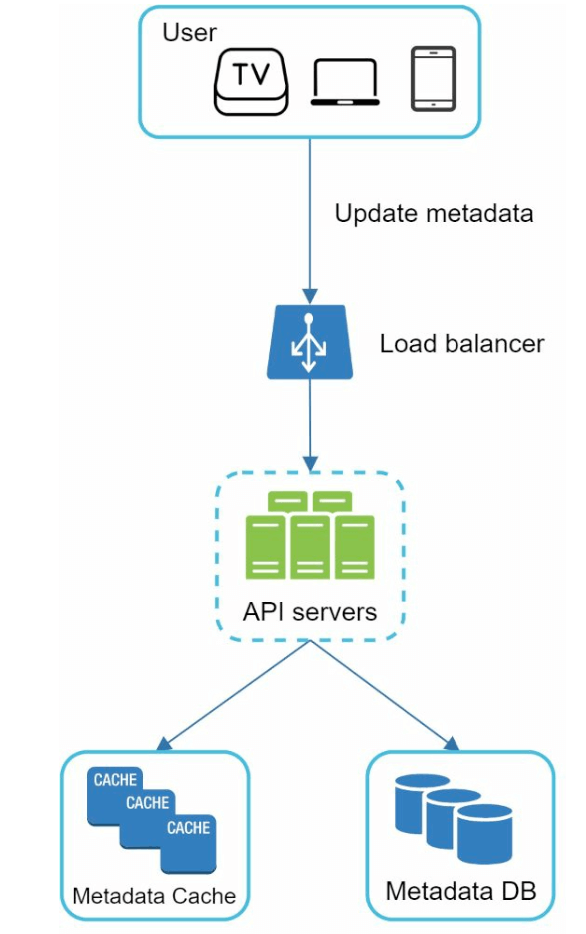 User
TV
Update metadata
Load balancer
API servers
CACHE
CACHE
CACHE
Metadata Cache
Metadata DB